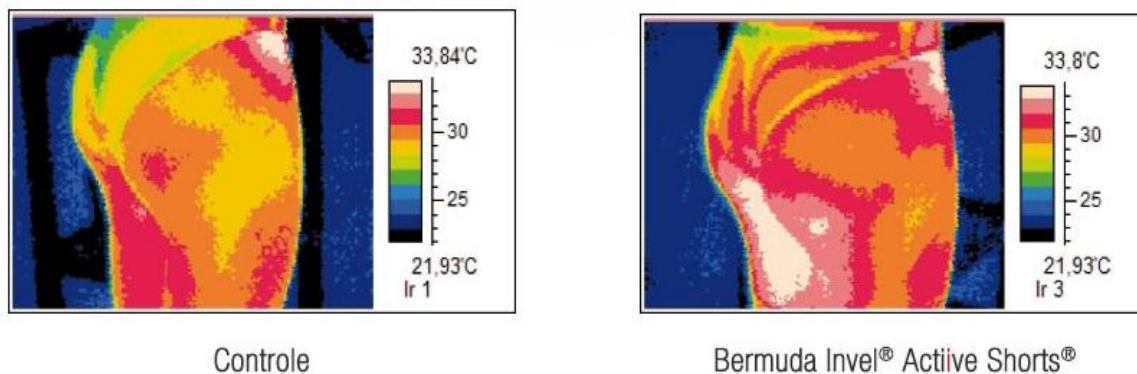 33,84°C
30
25
21,93°C
Ir 1
Controle
33,8°C
30
25
21,93°C
Ir 3
Bermuda Invel® Actiive Shorts®